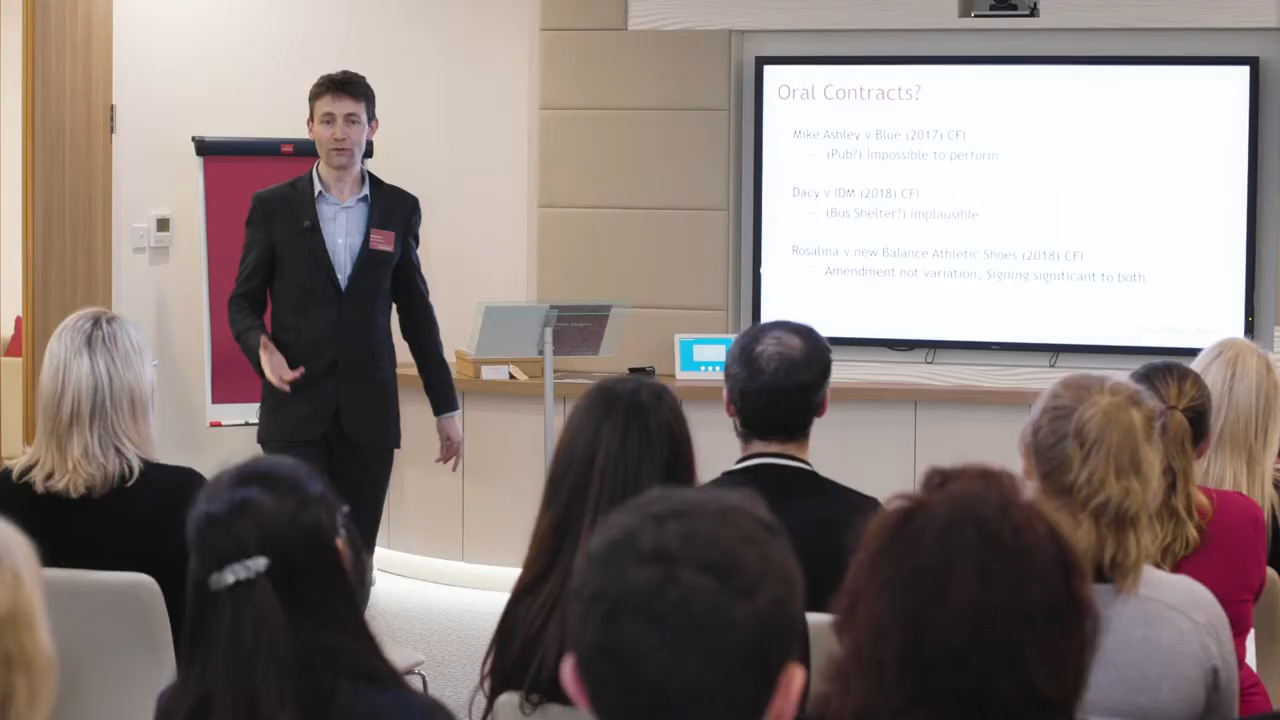 Oral Contracts?
Mike Ashley v Blue (2017) CFI
– (Pub?) Impossible to perform
Dacy v IDM (2018) CFI
– (Bus Shelter?) Implausible
Rosalina v new Balance Athletic Shoes (2018) CFI
– Amendment not variation, Signing significant to both